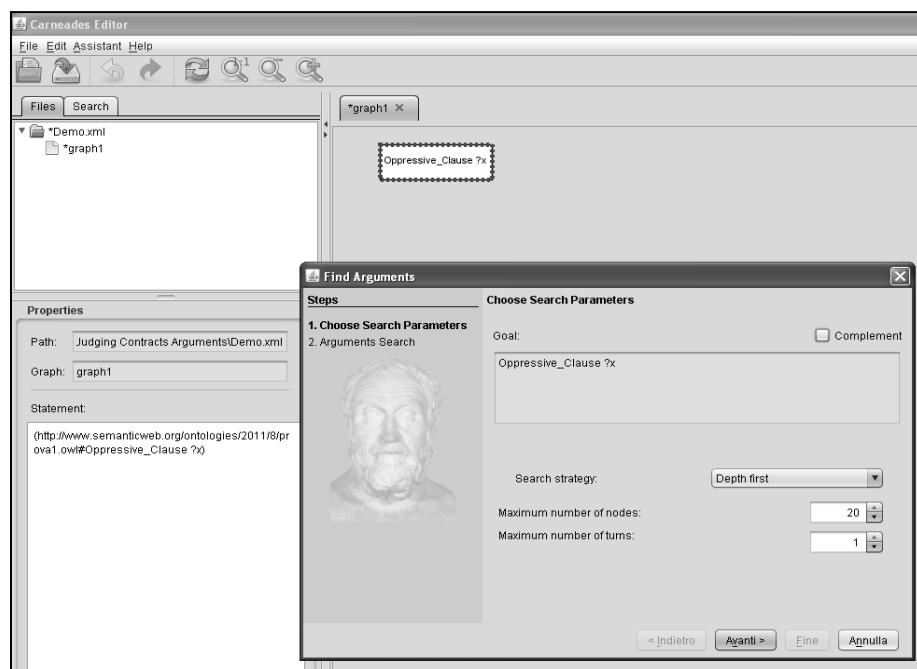 Carneades Editor
File Edit Assistant Help
Files Search
*Demo.xml
*graph1
*graph1
Oppressive_Clause ?x
Properties
Path: Judging Contracts Arguments\Demo.xml
Graph: graph1
Statement:
(http://www.semanticweb.org/ontologies/2011/8/pr
ova1.owl#Oppressive_Clause ?x)
Find Arguments
Steps
1. Choose Search Parameters
2. Arguments Search
Choose Search Parameters
Goal: Complement
Oppressive_Clause ?x
Search strategy: Depth first
Maximum number of nodes: 20
Maximum number of turns: 1
< Indietro Avanti > Fine Annulla